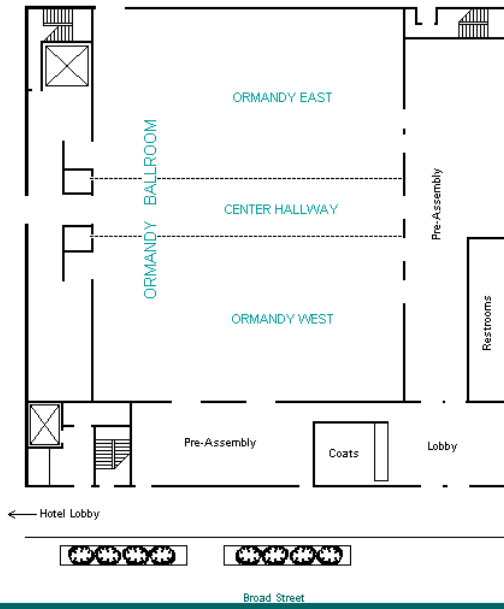 ORMANDY EAST
ORMANDY BALLROOM
CENTER HALLWAY
Pre-Assembly
ORMANDY WEST
Restrooms
Pre-Assembly
Coats
Lobby
Hotel Lobby
Broad Street